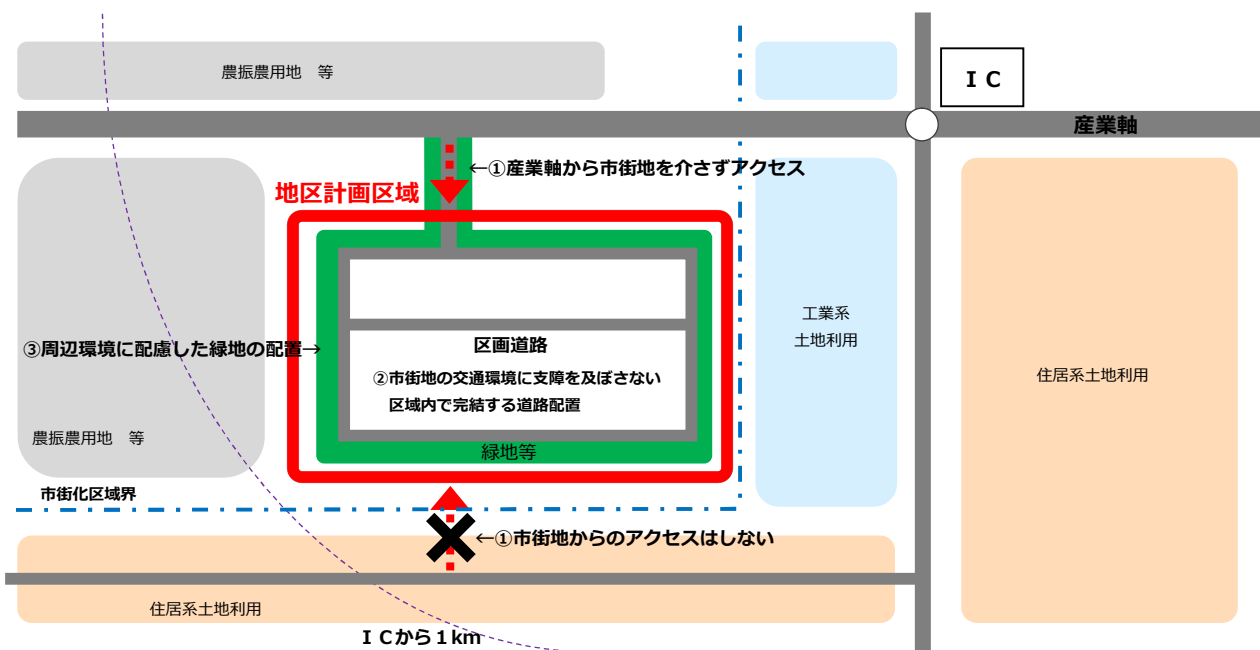 農振農用地　等
ＩＣ
産業軸
←①産業軸から市街地を介さずアクセス
地区計画区域
工業系
土地利用
③周辺環境に配慮した緑地の配置→
区画道路
②市街地の交通環境に支障を及ぼさない
区域内で完結する道路配置
住居系土地利用
農振農用地　等
緑地等
市街化区域界
←①市街地からのアクセスはしない
住居系土地利用
ＩＣから１km